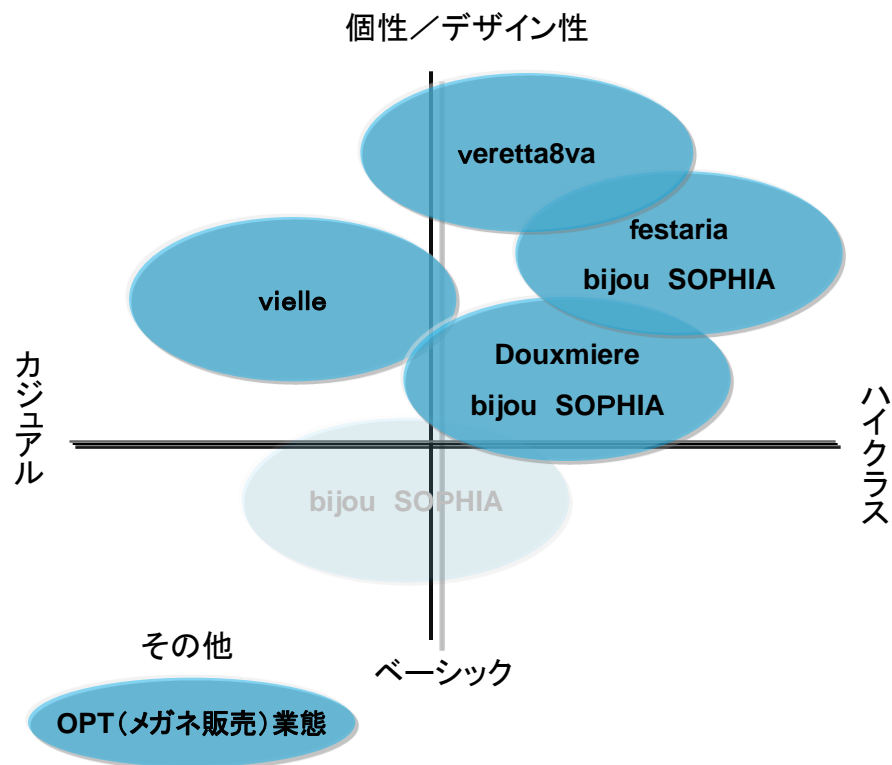 個性／デザイン性
veretta8va
festaria
bijou SOPHIA
vielle
Douxmiere
bijou SOPHIA
カジュアル
ハイクラス
bijou SOPHIA
その他
ベーシック
OPT（メガネ販売）業態